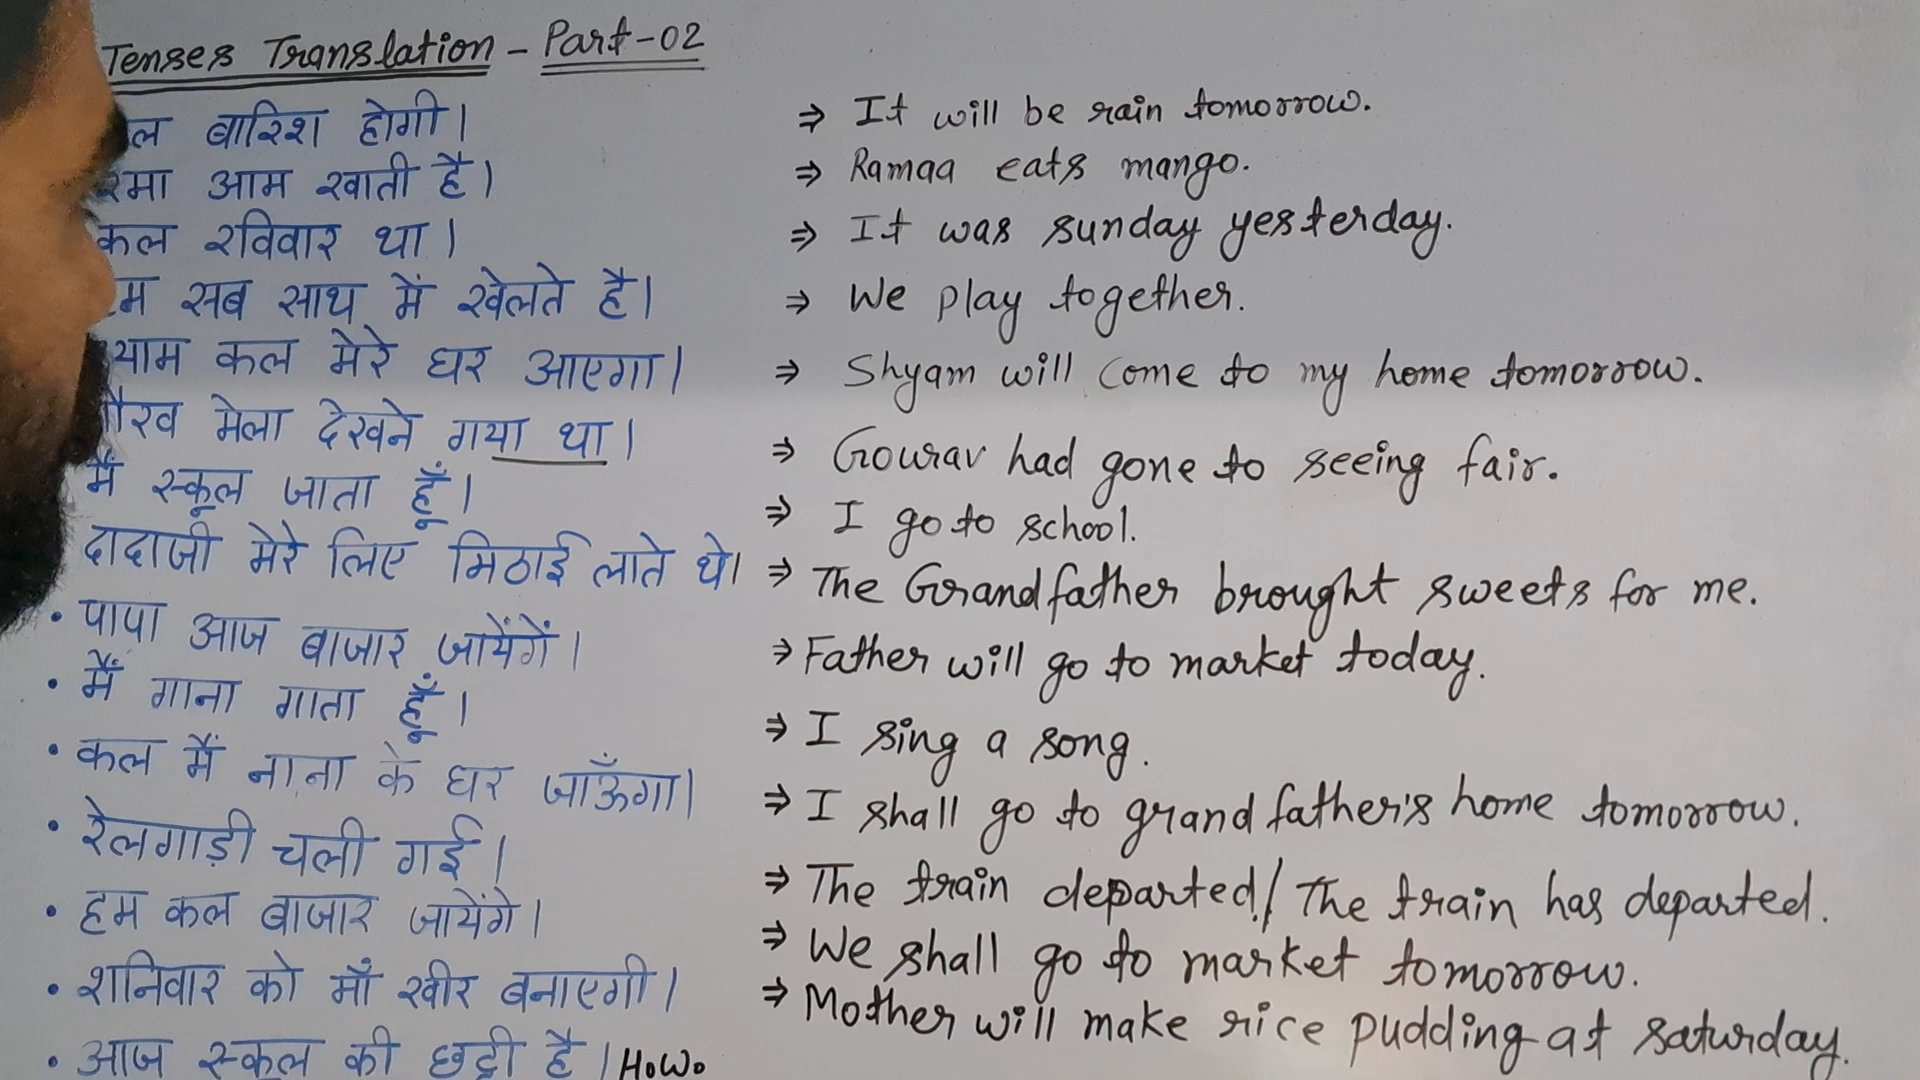 Tenses Translation - Part-02
ल बारिश होगी। ⇒ It will be rain tomorrow.
रमा आम खाती है। ⇒ Ramaa eats mango.
कल रविवार था। ⇒ It was sunday yesterday.
म सब साथ में खेलते है। ⇒ We play together.
याम कल मेरे घर आएगा। ⇒ Shyam will come to my home tomorrow.
ौरव मेला देखने गया था। ⇒ Gourav had gone to seeing fair.
मैं स्कूल जाता हूँ। ⇒ I go to school.
दादाजी मेरे लिए मिठाई लाते थे। ⇒ The Grandfather brought sweets for me.
• पापा आज बाजार जायेंगें। ⇒ Father will go to market today.
• मैं गाना गाता हूँ। ⇒ I sing a song.
• कल मैं नाना के घर जाऊँगा। ⇒ I shall go to grandfather's home tomorrow.
• रेलगाड़ी चली गई। ⇒ The train departed./ The train has departed.
• हम कल बाजार जायेंगे। ⇒ We shall go to market tomorrow.
• शनिवार को माँ खीर बनाएगी। ⇒ Mother will make rice pudding at saturday.
• आज स्कूल की छुट्टी है। H.W.